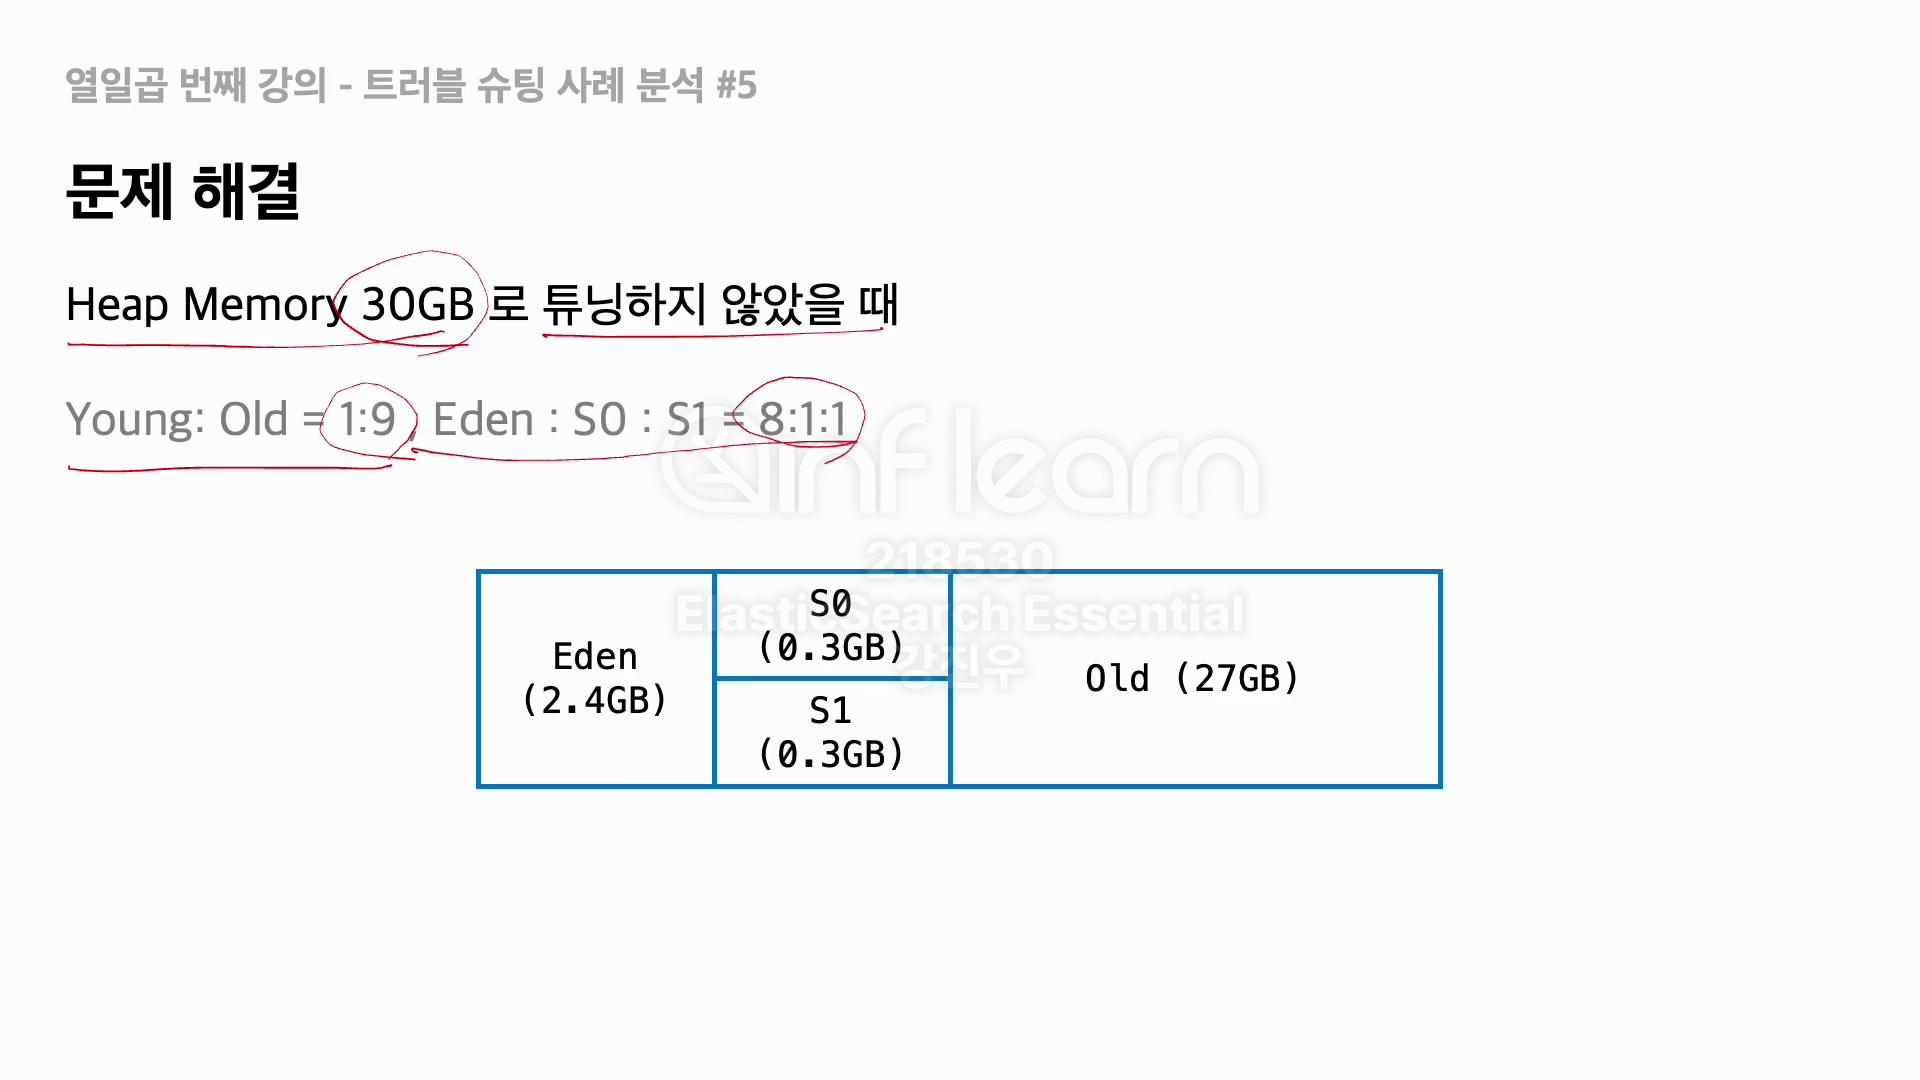 열일곱 번째 강의 - 트러블 슈팅 사례 분석 #5
문제 해결
Heap Memory 30GB 로 튜닝하지 않았을 때
Young: Old = 1:9, Eden : S0 : S1 = 8:1:1
inflearn
218530
ElasticSearch Essential
강진우
Eden
(2.4GB)
S0
(0.3GB)
S1
(0.3GB)
Old (27GB)